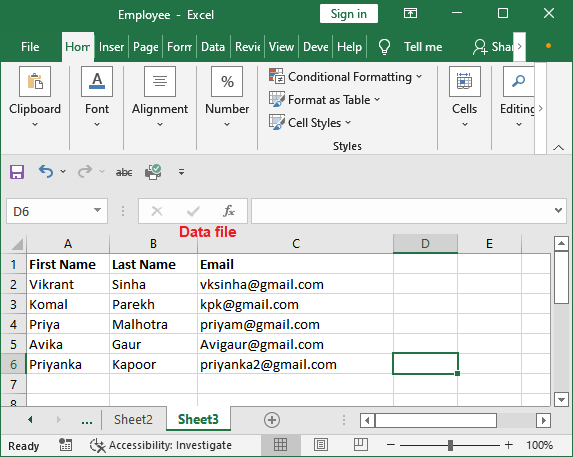 Employee - Excel
Sign in
File Hom Inser Page Form Data Rev View Deve Help Tell me Shar
Clipboard Font Alignment Number Cells Editing
Conditional Formatting
Format as Table
Cell Styles
Styles
abc
D6 fx
Data file
A B C D E
1 First Name Last Name Email
2 Vikrant Sinha vksinha@gmail.com
3 Komal Parekh kpk@gmail.com
4 Priya Malhotra priyam@gmail.com
5 Avika Gaur Avigaur@gmail.com
6 Priyanka Kapoor priyanka2@gmail.com
7
8
... Sheet2 Sheet3
Ready Accessibility: Investigate 100%